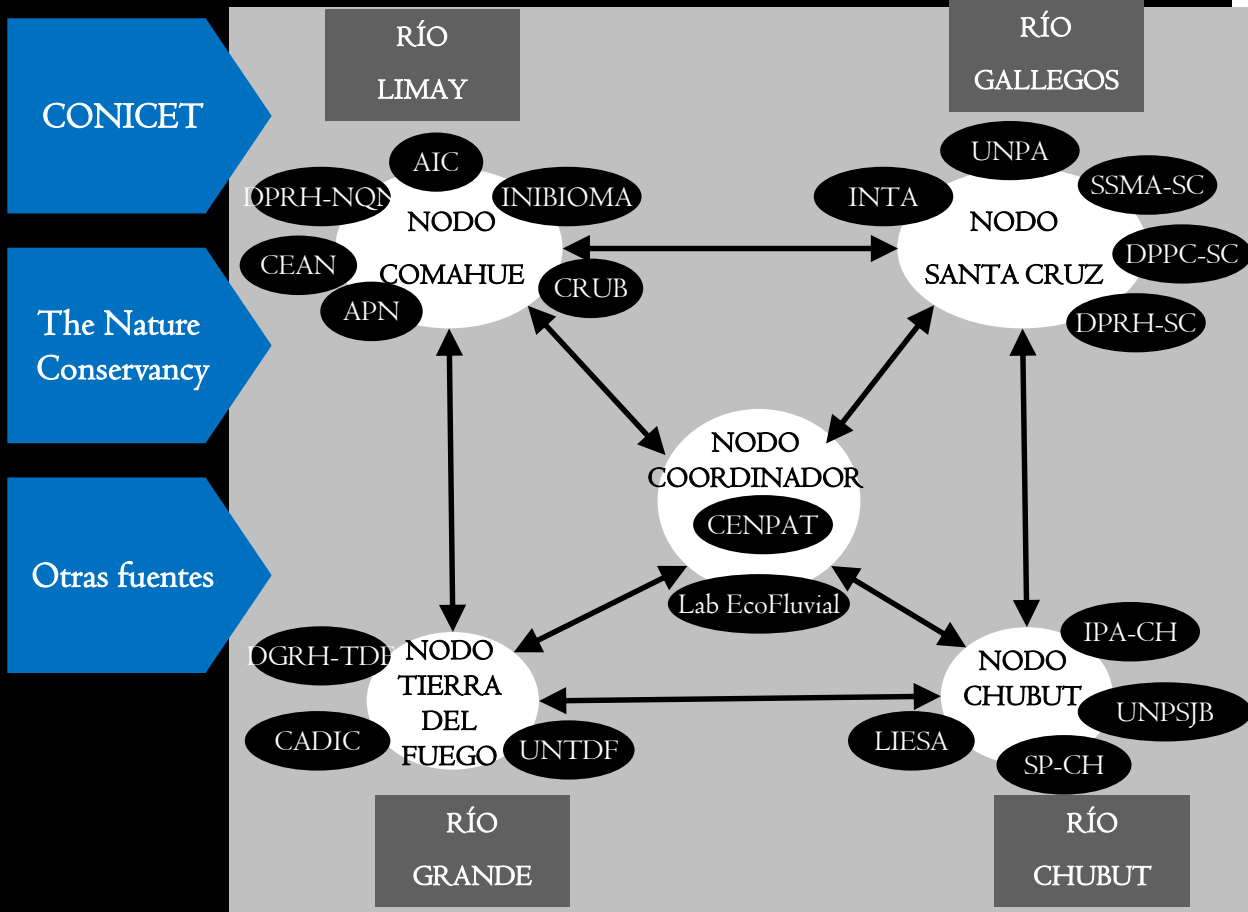 CONICET
The Nature
Conservancy
Otras fuentes
RÍO
LIMAY
AIC
DPRH-NQN
INIBIOMA
NODO
COMAHUE
CEAN
APN
CRUB
RÍO
GALLEGOS
UNPA
INTA
SSMA-SC
NODO
SANTA CRUZ
DPPC-SC
DPRH-SC
NODO
COORDINADOR
CENPAT
Lab EcoFluvial
DGRH-TDF
NODO
TIERRA
DEL
FUEGO
CADIC
UNTDF
RÍO
GRANDE
IPA-CH
NODO
CHUBUT
UNPSJB
LIESA
SP-CH
RÍO
CHUBUT